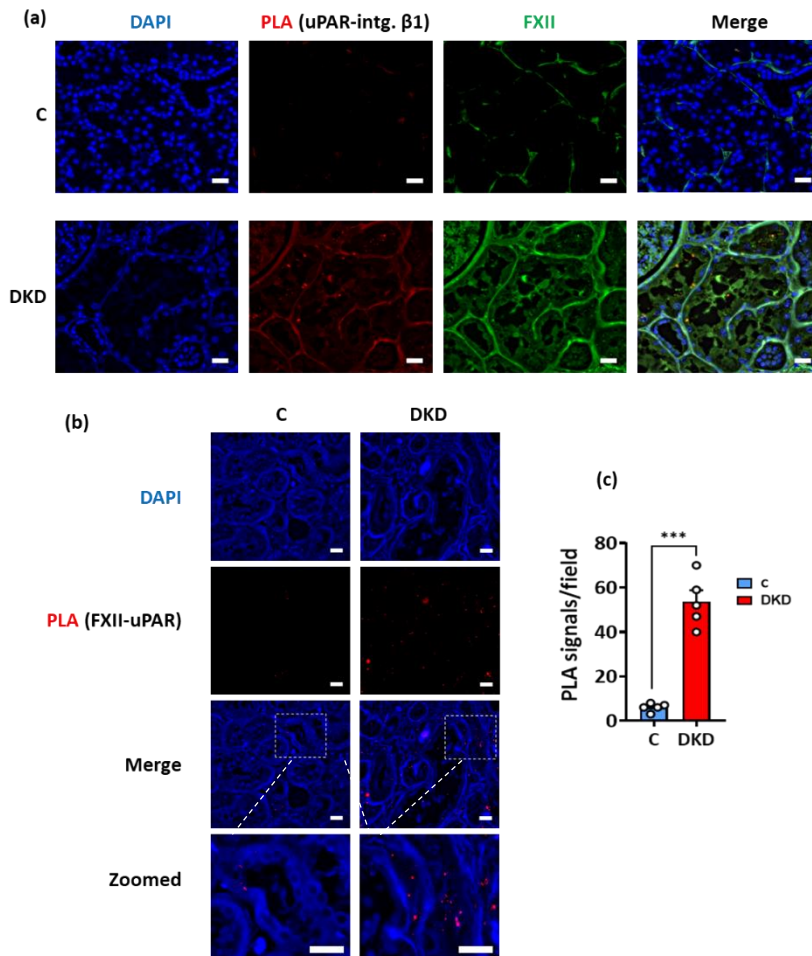 (a)
DAPI PLA (uPAR-intg. β1) FXII Merge
C
DKD
(b)
C DKD
DAPI
PLA (FXII-uPAR)
Merge
Zoomed
(c)
PLA signals/field
80
60
40
20
0
***
C DKD
c
DKD